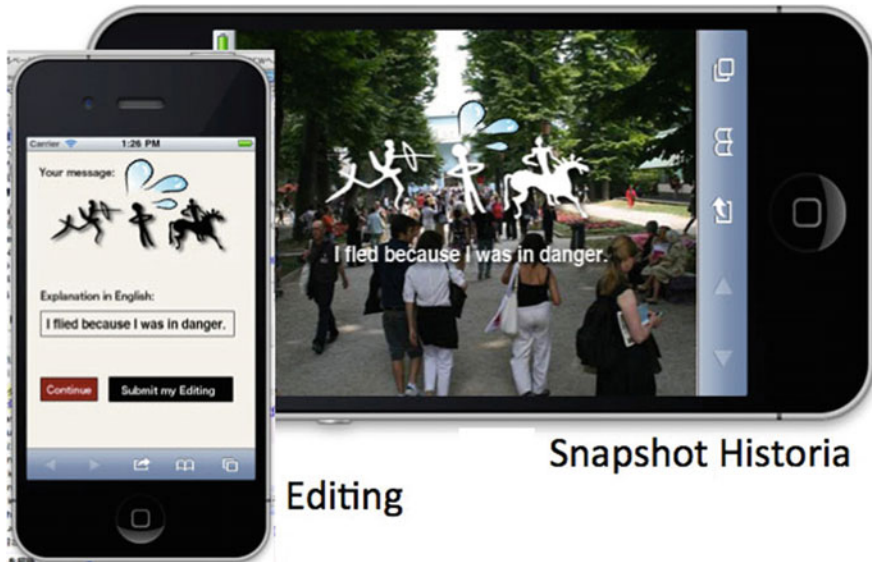 Carrier
1:26 PM
Your message:
Explanation in English:
I flied because I was in danger.
Continue
Submit my Editing
Editing
I fled because I was in danger.
Snapshot Historia